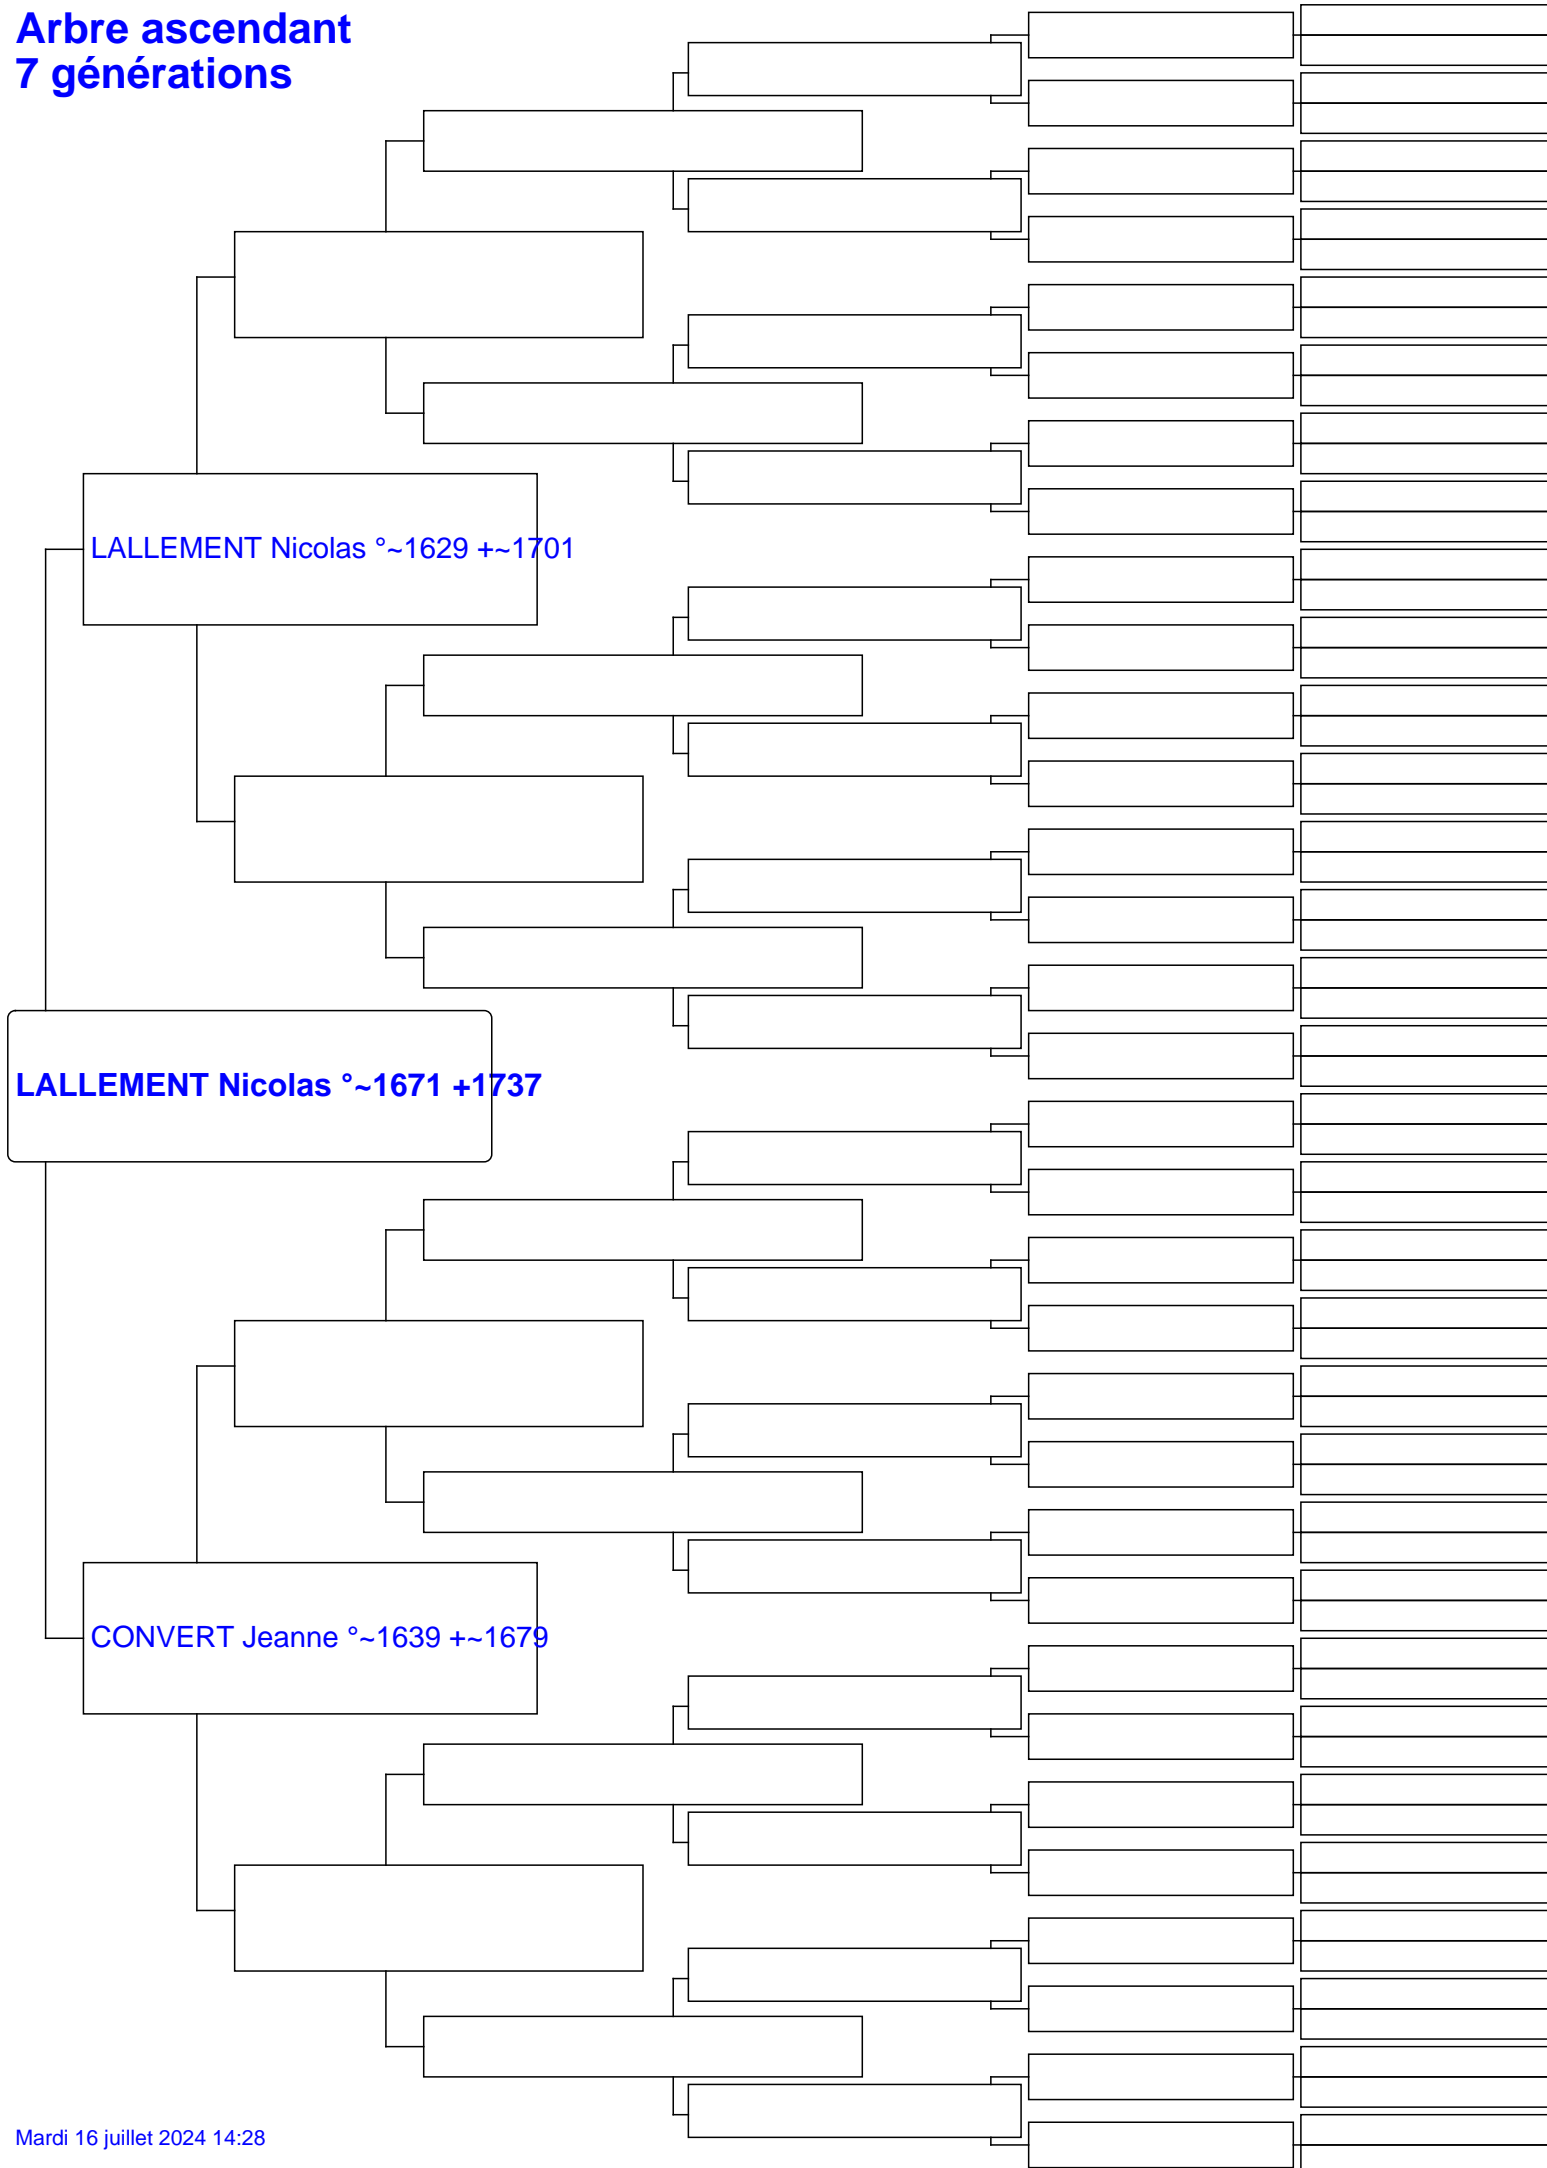 Arbre ascendant
7 générations
LALLEMENT Nicolas °~1629 +~1701
LALLEMENT Nicolas °~1671 +1737
CONVERT Jeanne °~1639 +~1679
Mardi 16 juillet 2024 14:28